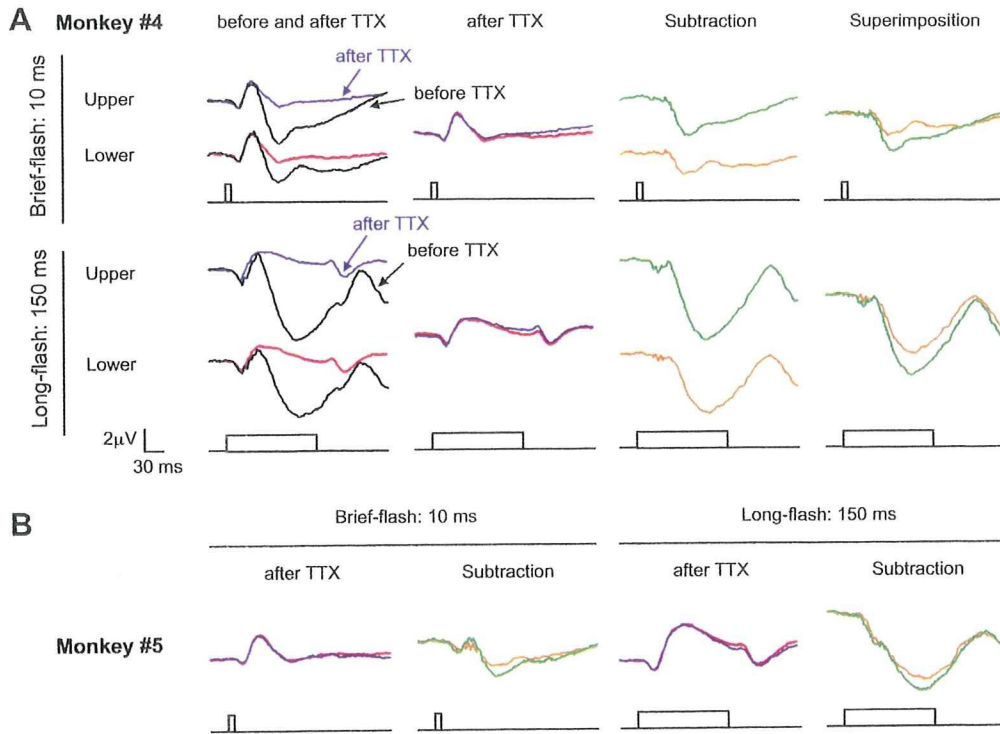 A Monkey #4 before and after TTX after TTX Subtraction Superimposition
Brief-flash: 10 ms
after TTX
Upper
before TTX
Lower
Long-flash: 150 ms
after TTX
before TTX
Upper
Lower
2µV
30 ms
B
Brief-flash: 10 ms Long-flash: 150 ms
after TTX Subtraction after TTX Subtraction
Monkey #5